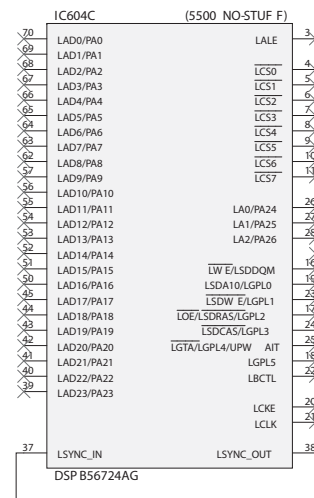 IC604C (5500 NO-STUF F)
70 LAD0/PA0 LALE 3
69 LAD1/PA1
68 LAD2/PA2 LCS0 4
67 LAD3/PA3 LCS1 5
66 LAD4/PA4 LCS2 6
65 LAD5/PA5 LCS3 7
64 LAD6/PA6 LCS4 8
63 LAD7/PA7 LCS5 9
62 LAD8/PA8 LCS6 10
57 LAD9/PA9 LCS7 11
56 LAD10/PA10
55 LAD11/PA11 LA0/PA24 26
54 LAD12/PA12 LA1/PA25 27
53 LAD13/PA13 LA2/PA26 28
52 LAD14/PA14
51 LAD15/PA15 LW E/LSDDQM 16
50 LAD16/PA16 LSDA10/LGPL0 19
45 LAD17/PA17 LSDW E/LGPL1 23
44 LAD18/PA18 LOE/LSDRAS/LGPL2 17
43 LAD19/PA19 LSDCAS/LGPL3 24
42 LAD20/PA20 LGTA/LGPL4/UPW AIT 25
41 LAD21/PA21 LGPL5 18
40 LAD22/PA22 LBCTL 22
39 LAD23/PA23
LCKE 20
LCLK 21
37 LSYNC_IN LSYNC_OUT 38
DSP B56724AG